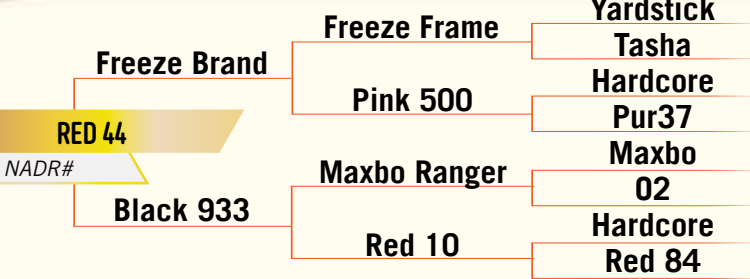 Yardstick
Freeze Frame
Tasha
Freeze Brand
Hardcore
Pink 500
Pur37
RED 44
NADR#
Maxbo
Maxbo Ranger
02
Black 933
Hardcore
Red 10
Red 84